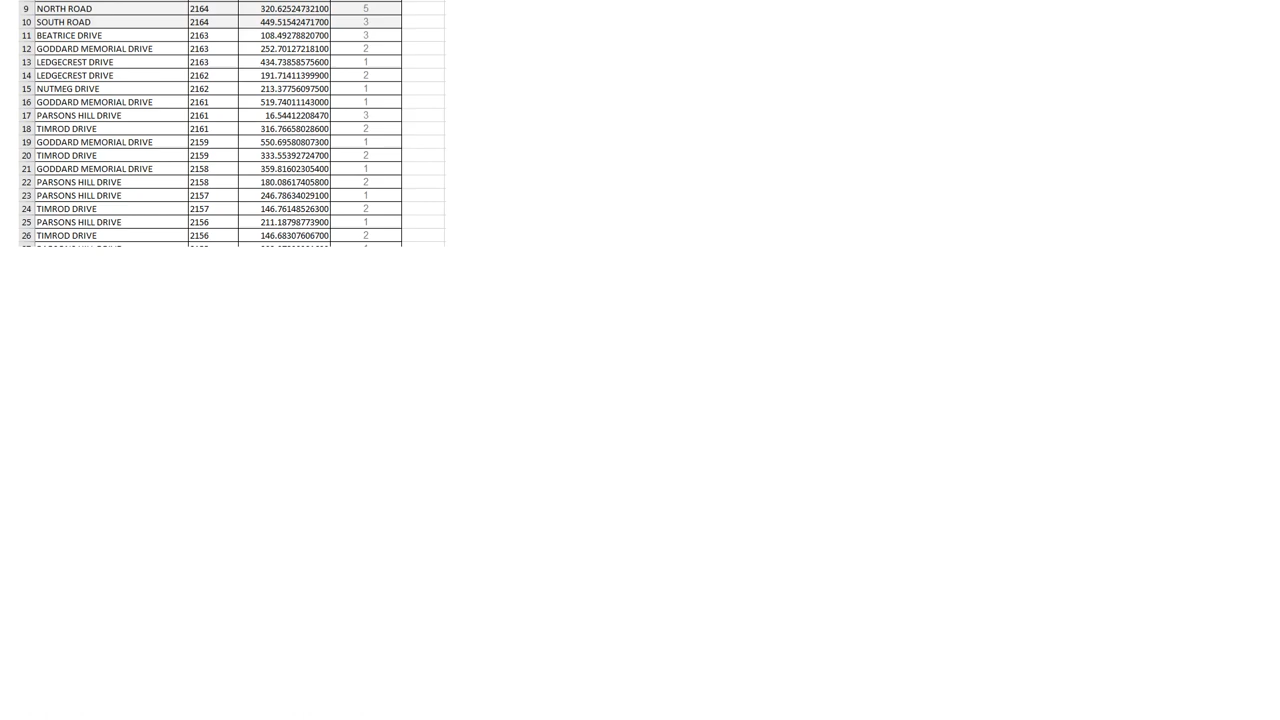 9 NORTH ROAD 2164 320.62524732100 5
10 SOUTH ROAD 2164 449.51542471700 3
11 BEATRICE DRIVE 2163 108.49278820700 3
12 GODDARD MEMORIAL DRIVE 2163 252.70127218100 2
13 LEDGECREST DRIVE 2163 434.73858575600 1
14 LEDGECREST DRIVE 2162 191.71411399900 2
15 NUTMEG DRIVE 2162 213.37756097500 1
16 GODDARD MEMORIAL DRIVE 2161 519.74011143000 1
17 PARSONS HILL DRIVE 2161 16.54412208470 3
18 TIMROD DRIVE 2161 316.76658028600 2
19 GODDARD MEMORIAL DRIVE 2159 550.69580807300 1
20 TIMROD DRIVE 2159 333.55392724700 2
21 GODDARD MEMORIAL DRIVE 2158 359.81602305400 1
22 PARSONS HILL DRIVE 2158 180.08617405800 2
23 PARSONS HILL DRIVE 2157 246.78634029100 1
24 TIMROD DRIVE 2157 146.76148526300 2
25 PARSONS HILL DRIVE 2156 211.18798773900 1
26 TIMROD DRIVE 2156 146.68307606700 2